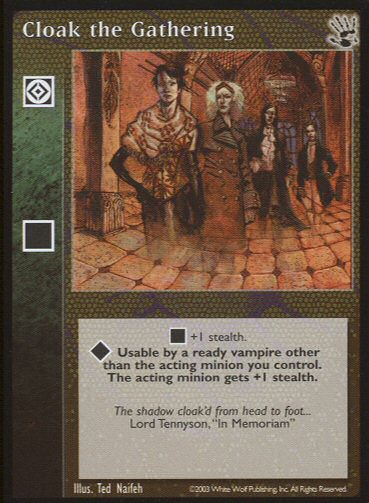 Cloak the Gathering
+1 stealth.
Usable by a ready vampire other
than the acting minion you control.
The acting minion gets +1 stealth.
The shadow cloak'd from head to foot...
Lord Tennyson, "In Memoriam"
Illus. Ted Naifeh
©2003 White Wolf Publishing, Inc. All Rights Reserved.